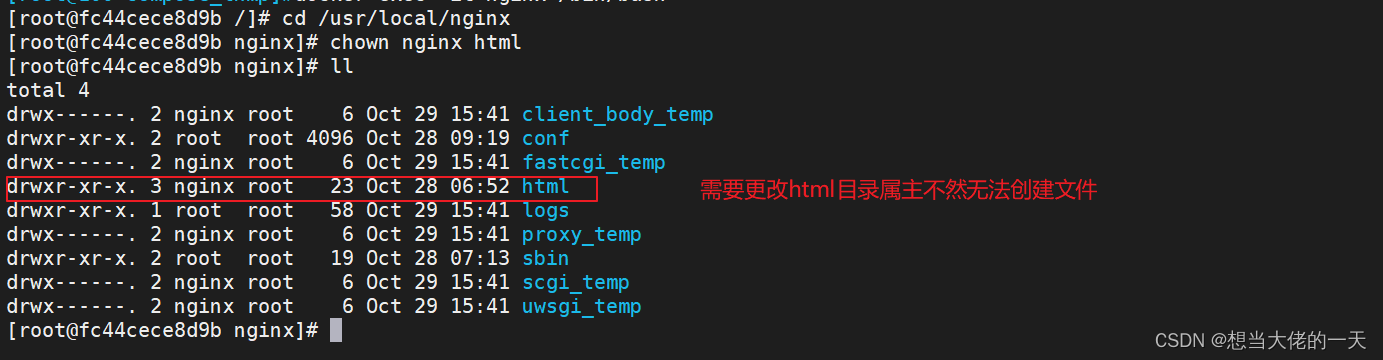 [root@fc44cece8d9b /]# cd /usr/local/nginx
[root@fc44cece8d9b nginx]# chown nginx html
[root@fc44cece8d9b nginx]# ll
total 4
drwx------. 2 nginx root    6 Oct 29 15:41 client_body_temp
drwxr-xr-x. 2 root  root 4096 Oct 28 09:19 conf
drwx------. 2 nginx root    6 Oct 29 15:41 fastcgi_temp
drwxr-xr-x. 3 nginx root   23 Oct 28 06:52 html 需要更改html目录属主不然无法创建文件
drwxr-xr-x. 1 root  root   58 Oct 29 15:41 logs
drwx------. 2 nginx root    6 Oct 29 15:41 proxy_temp
drwxr-xr-x. 2 root  root   19 Oct 28 07:13 sbin
drwx------. 2 nginx root    6 Oct 29 15:41 scgi_temp
drwx------. 2 nginx root    6 Oct 29 15:41 uwsgi_temp
[root@fc44cece8d9b nginx]#
CSDN @想当大佬的一天